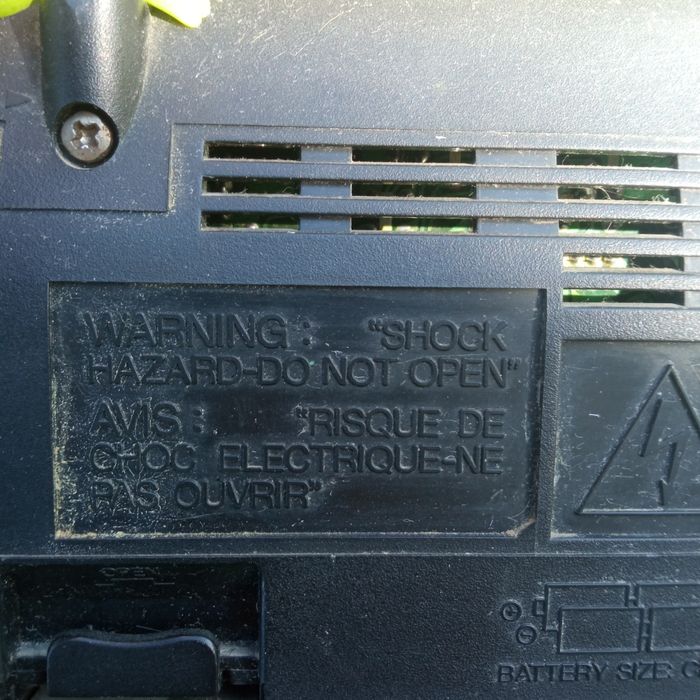 WARNING: "SHOCK
HAZARD-DO NOT OPEN"
AVIS: "RISQUE DE
CHOC ELECTRIQUE-NE
PAS OUVRIR"
OPEN
BATTERY SIZE: C